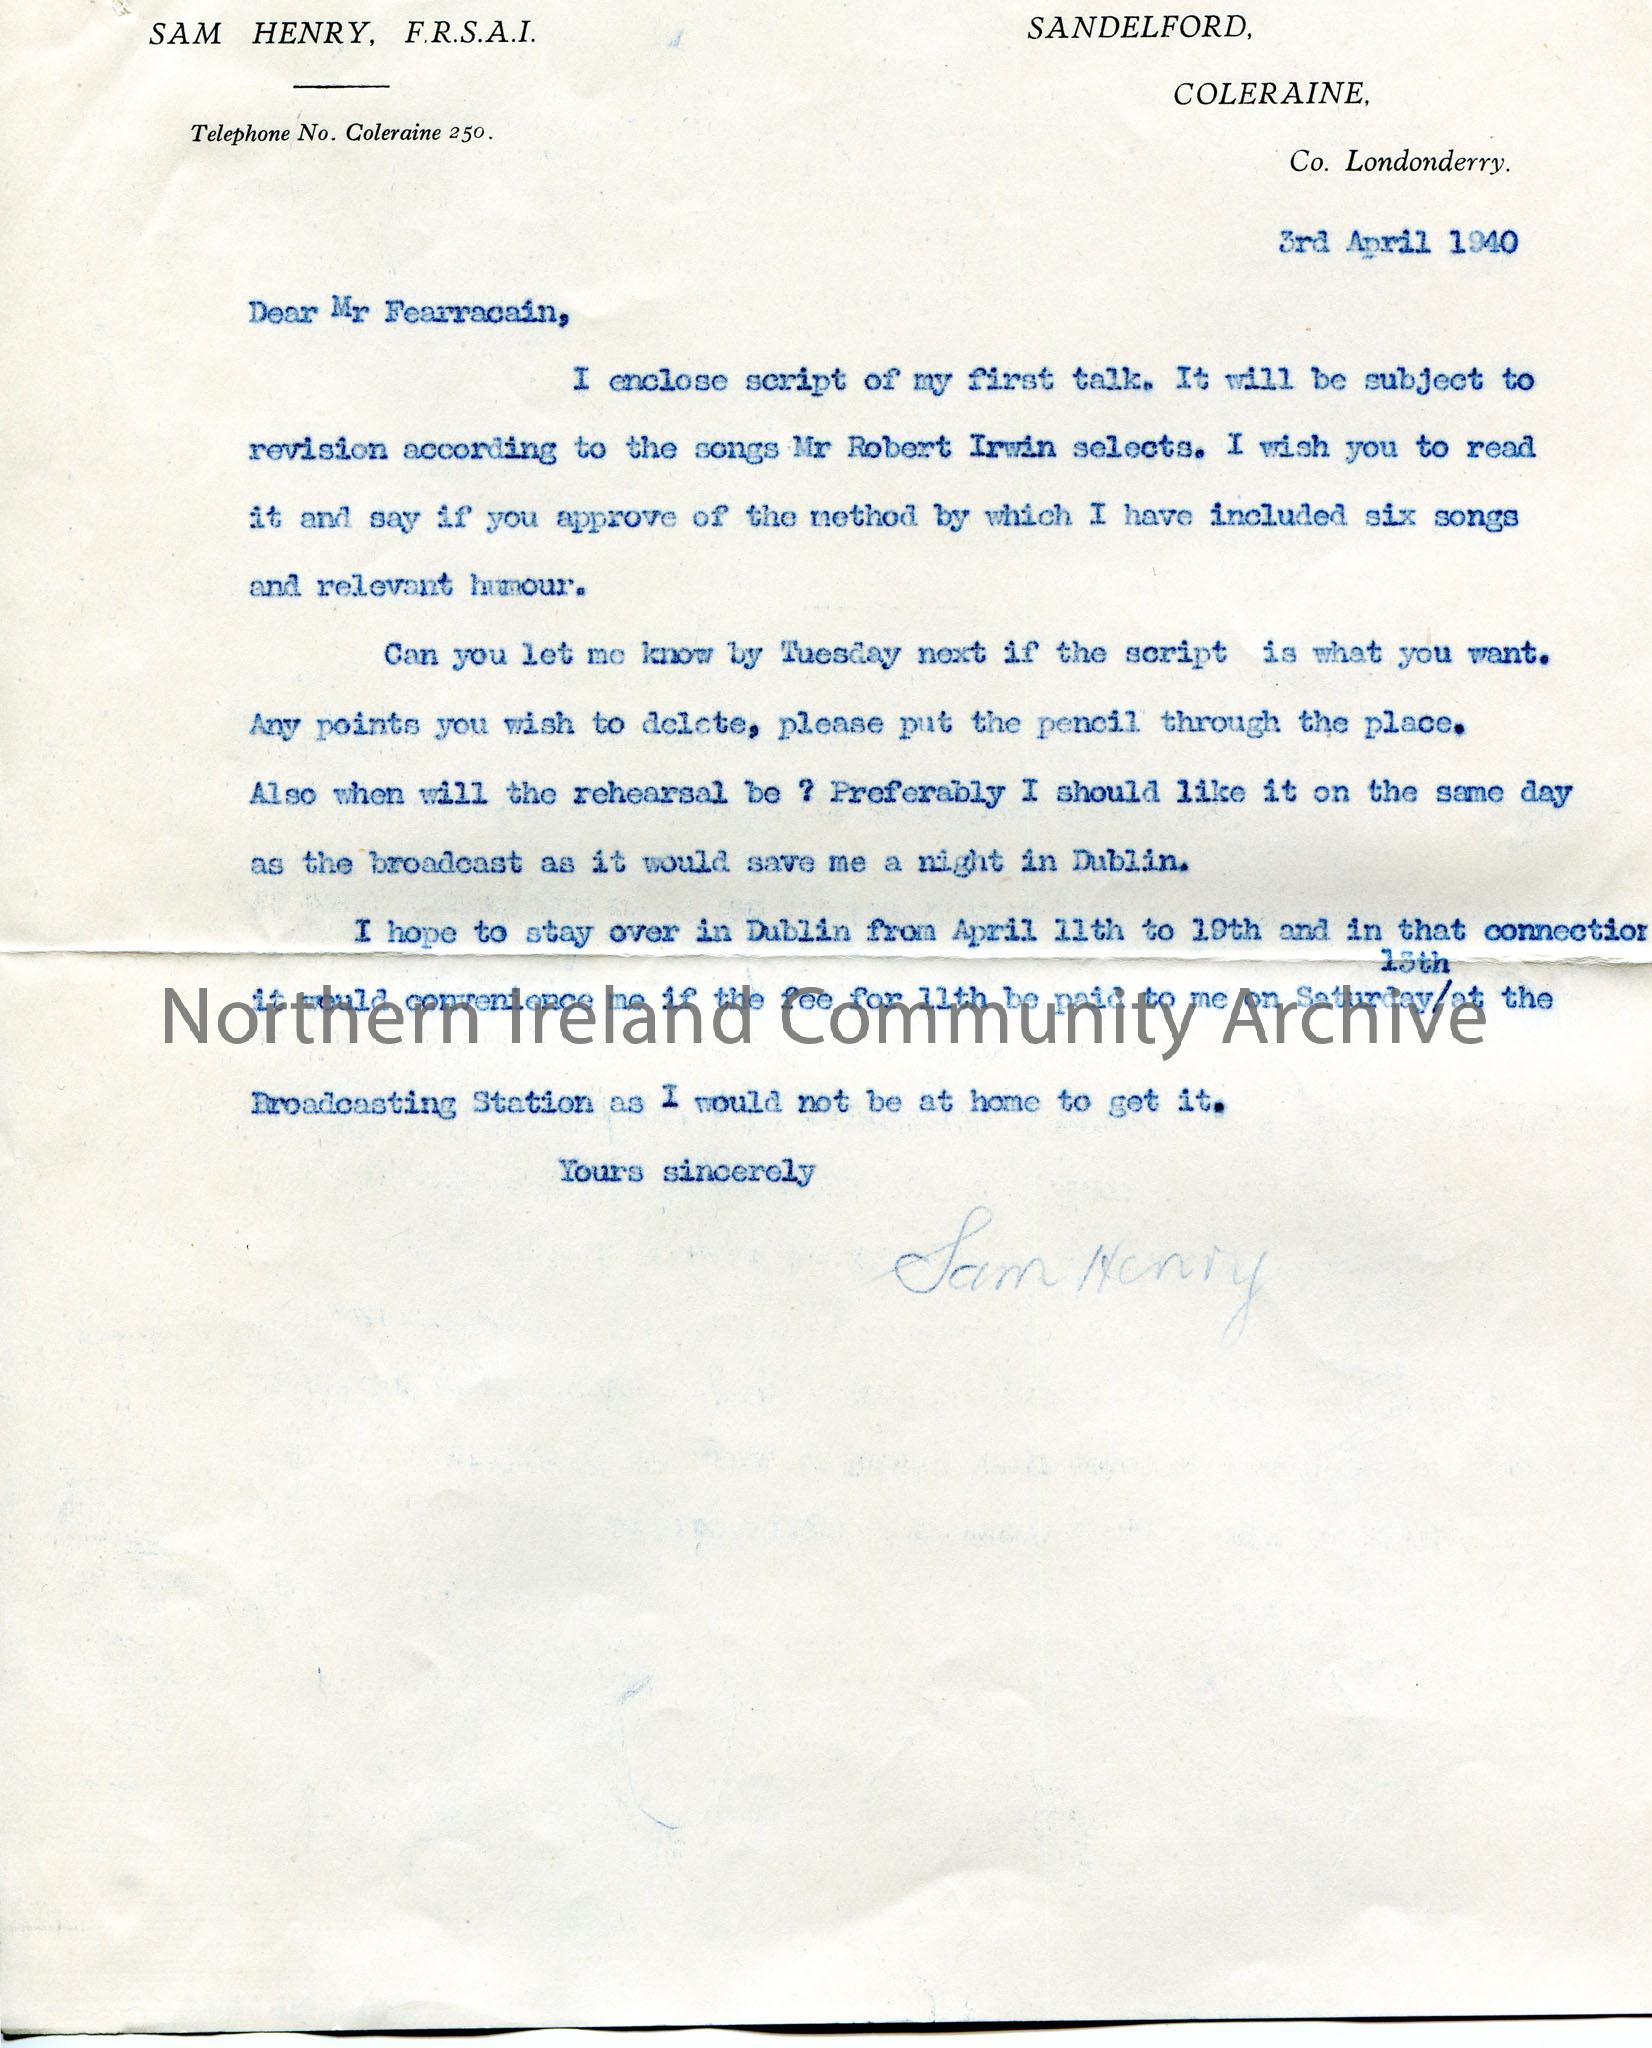 SAM HENRY, F.R.S.A.I.
Telephone No. Coleraine 250.
SANDELFORD,
COLERAINE,
Co. Londonderry.
3rd April 1940
Dear Mr Fearracain,
I enclose script of my first talk. It will be subject to
revision according to the songs Mr Robert Irwin selects. I wish you to read
it and say if you approve of the method by which I have included six songs
and relevant humour.
Can you let me know by Tuesday next if the script is what you want.
Any points you wish to delete, please put the pencil through the place.
Also when will the rehearsal be ? Preferably I should like it on the same day
as the broadcast as it would save me a night in Dublin.
I hope to stay over in Dublin from April 11th to 19th and in that connection
13th
it would convenience me if the fee for 11th be paid to me on Saturday/at the
Northern Ireland Community Archive
Broadcasting Station as I would not be at home to get it.
Yours sincerely
Sam Henry